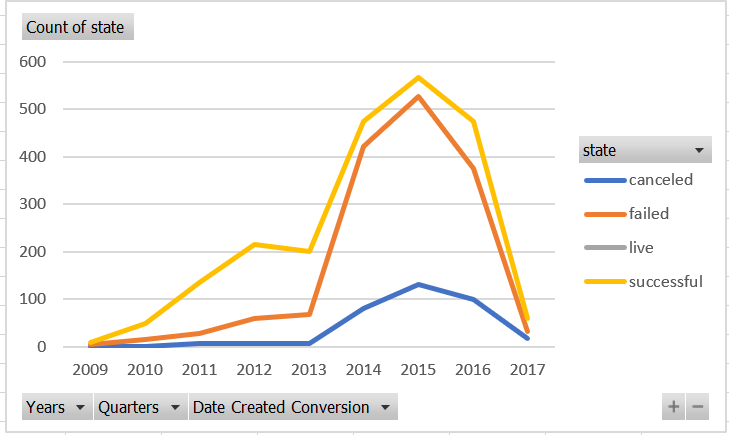 Count of state
600
500
400
300
200
100
0
2009 2010 2011 2012 2013 2014 2015 2016 2017
state
canceled
failed
live
successful
Years Quarters Date Created Conversion
+ −